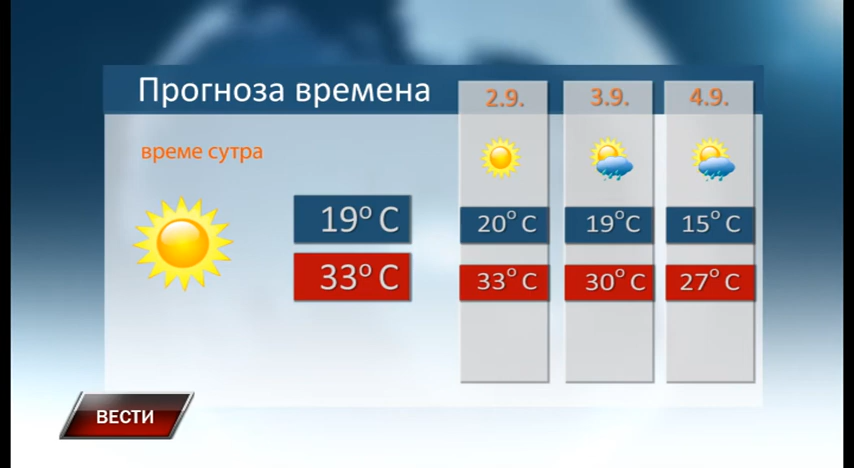 Прогноза времена
време сутра
19° C
33° C
2.9.
20° C
33° C
3.9.
19°C
30° C
4.9.
15° C
27° C
ВЕСТИ